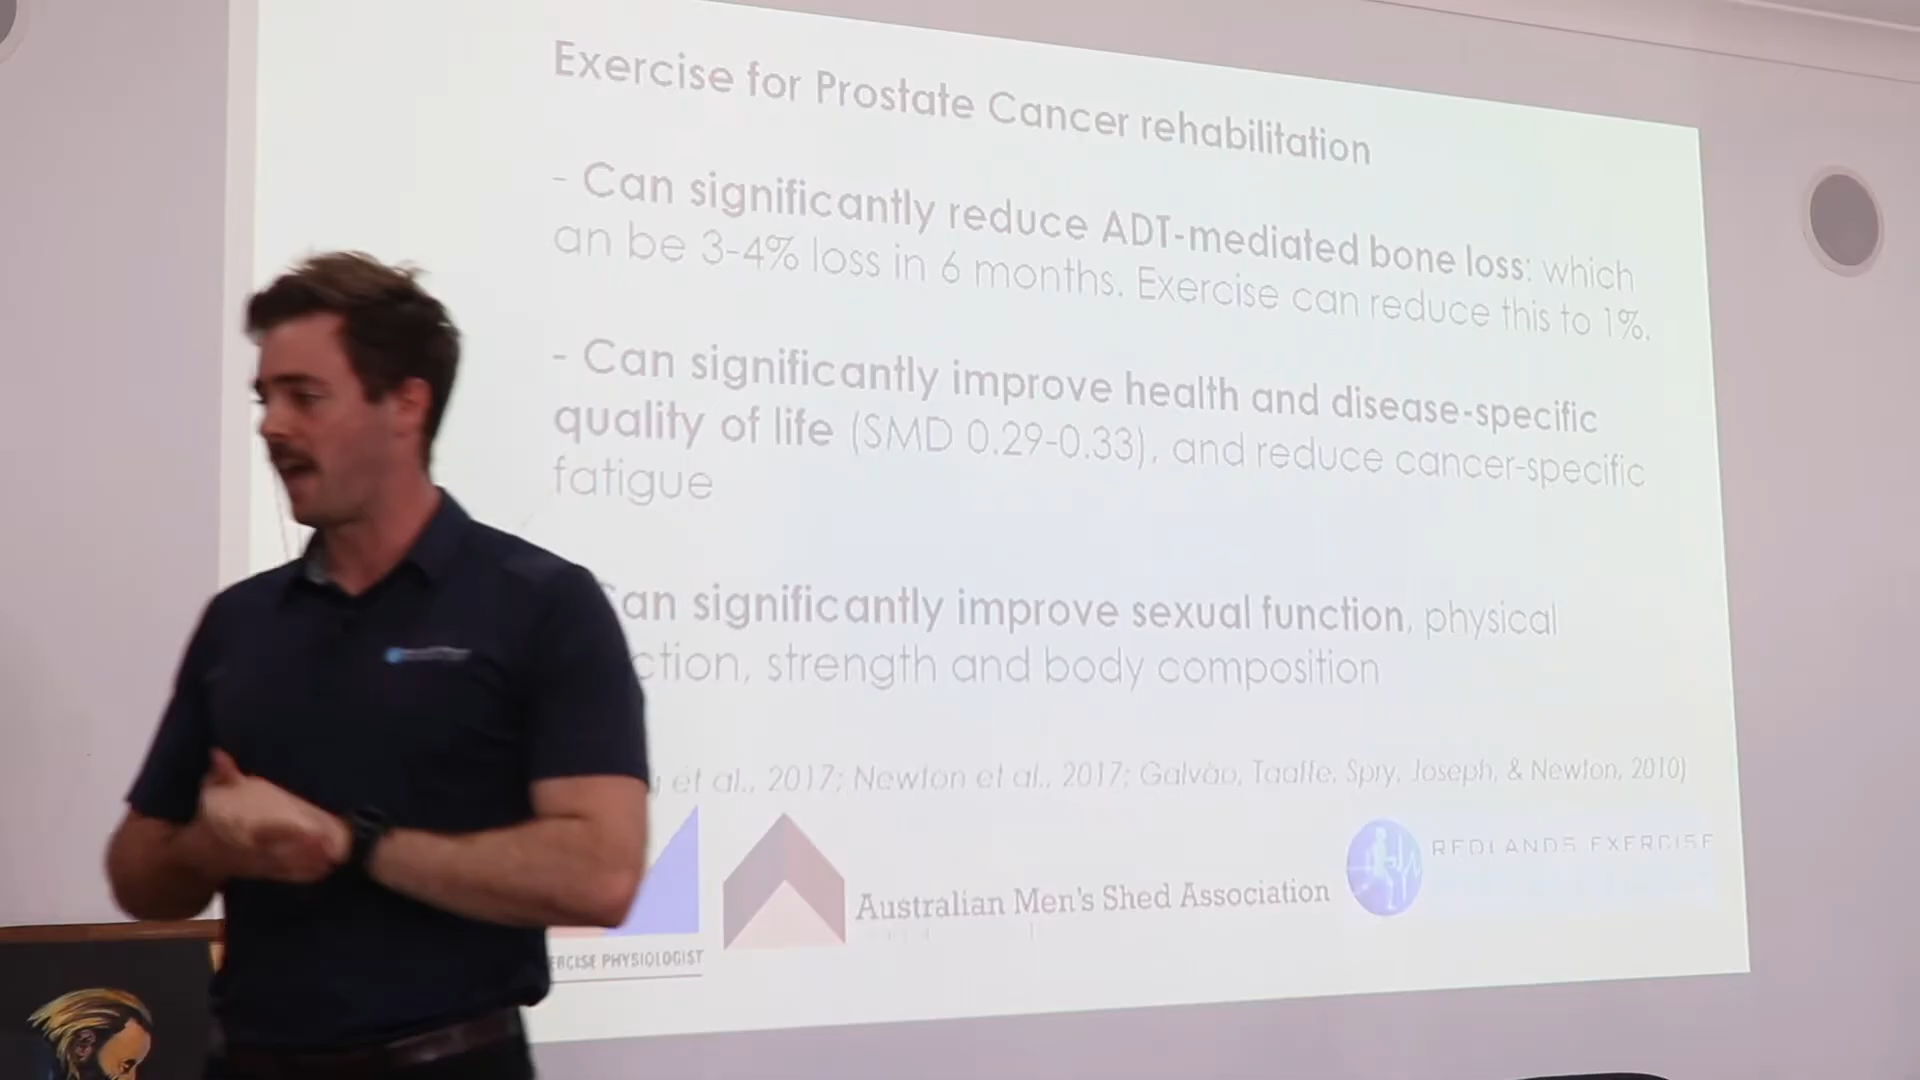 Exercise for Prostate Cancer rehabilitation
- Can significantly reduce ADT-mediated bone loss: which
an be 3-4% loss in 6 months. Exercise can reduce this to 1%.
- Can significantly improve health and disease-specific
quality of life (SMD 0.29-0.33), and reduce cancer-specific
fatigue
an significantly improve sexual function, physical
ction, strength and body composition
et al., 2017; Newton et al., 2017; Galvão, Taaffe, Spry, Joseph, & Newton, 2010)
REDLANDS EXERCISE
Australian Men's Shed Association
ERCISE PHYSIOLOGIST